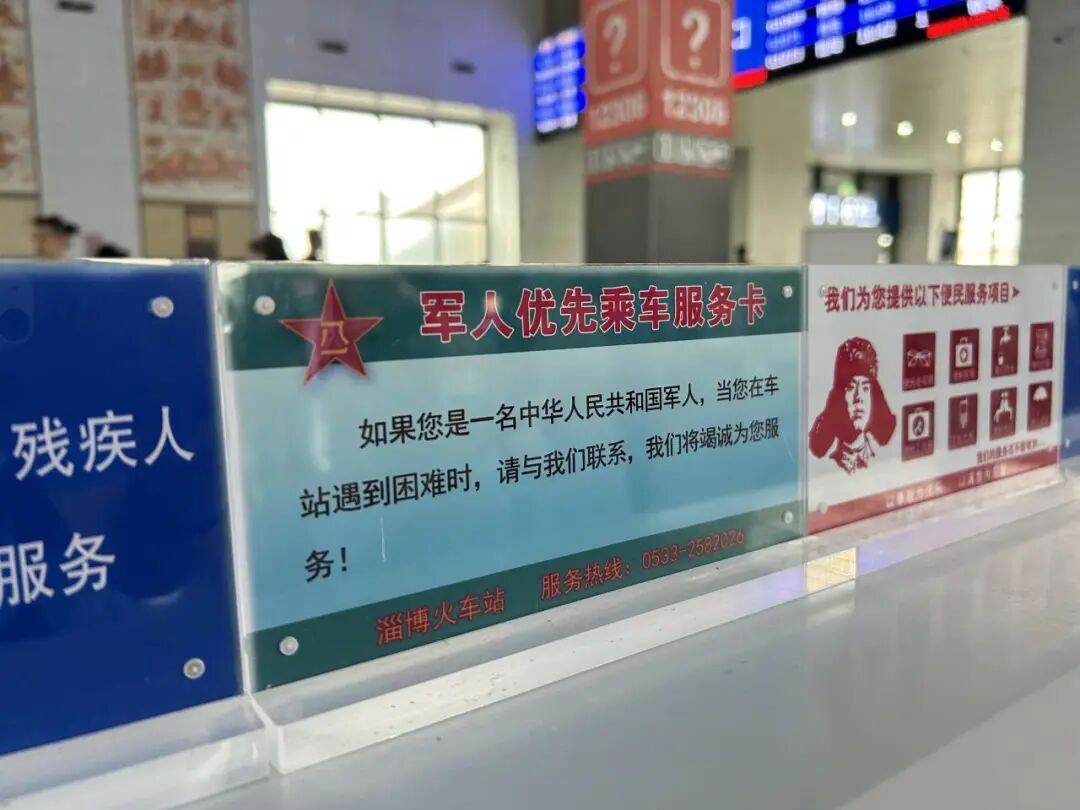 12306
12306
残疾人
服务
八一
军人优先乘车服务卡
如果您是一名中华人民共和国军人，当您在车
站遇到困难时，请与我们联系，我们将竭诚为您服
务！
淄博火车站 服务热线：0533-2582026
我们为您提供以下便民服务项目